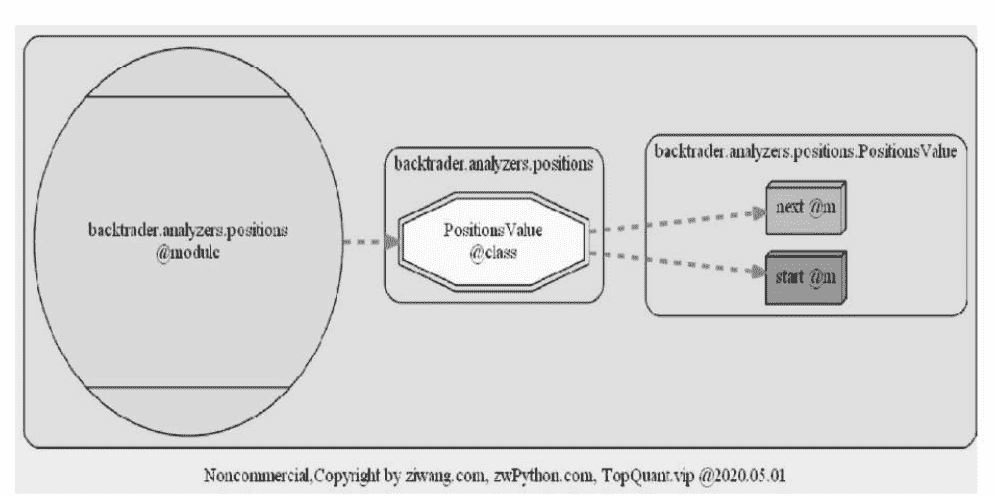 backtrader.analyzers.positions
@module
backtrader.analyzers.positions
PositionsValue
@class
backtrader.analyzers.positions.PositionsValue
next @m
start @m
Noncommercial,Copyright by ziwang.com, zwPython.com, TopQuant.vip @2020.05.01